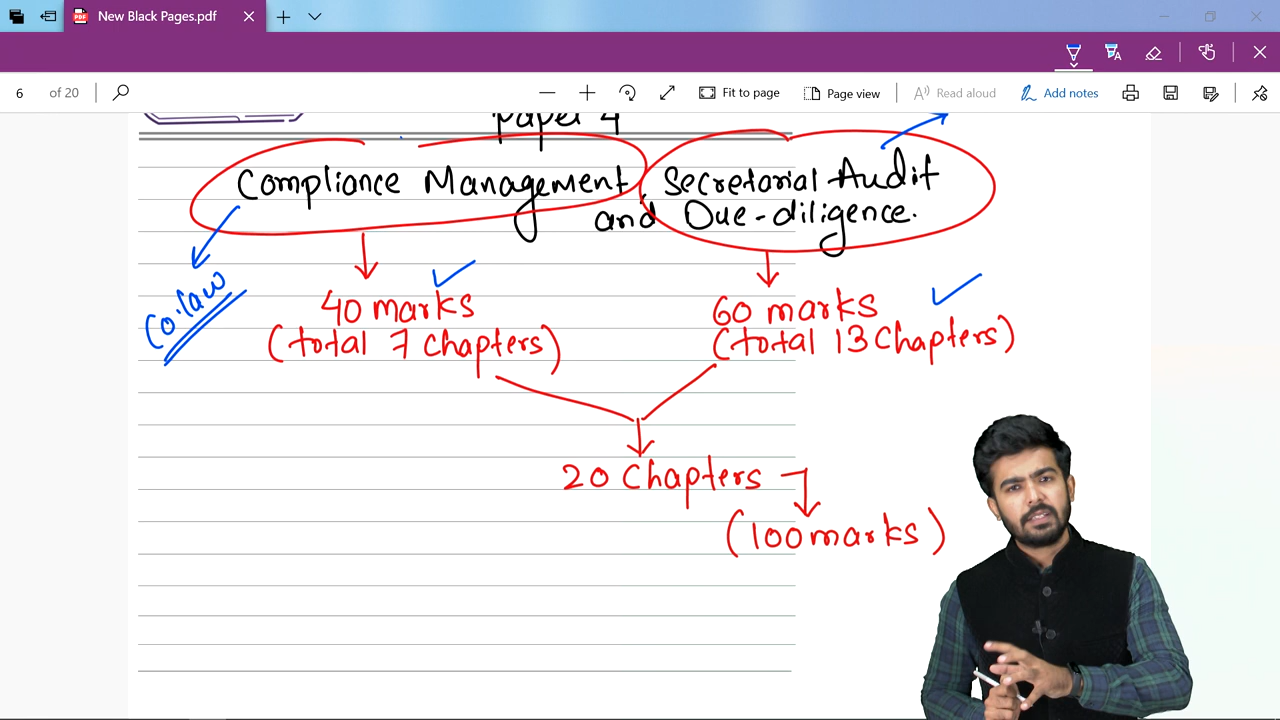 New Black Pages.pdf
6 of 20
Fit to page
Page view
Read aloud
Add notes
Paper 4
Compliance Management, Secretarial Audit
and Due-diligence.
Co. law
40 marks
(total 7 Chapters)
60 marks
(total 13 Chapters)
20 Chapters
(100 marks)